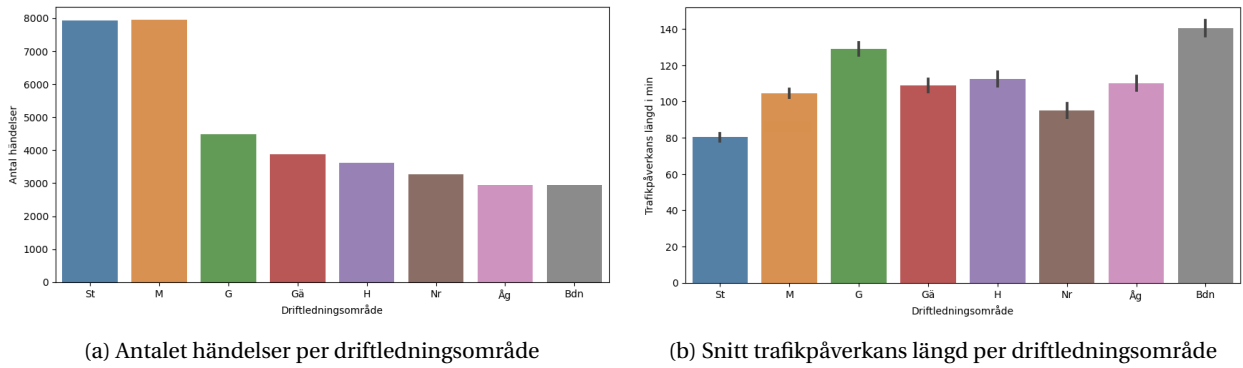 8000
7000
6000
5000
4000
3000
2000
1000
0
Antal händelser
St M G Gä H Nr Åg Bdn
Driftledningsområde
(a) Antalet händelser per driftledningsområde
140
120
100
80
60
40
20
0
Trafikpåverkans längd i min
St M G Gä H Nr Åg Bdn
Driftledningsområde
(b) Snitt trafikpåverkans längd per driftledningsområde